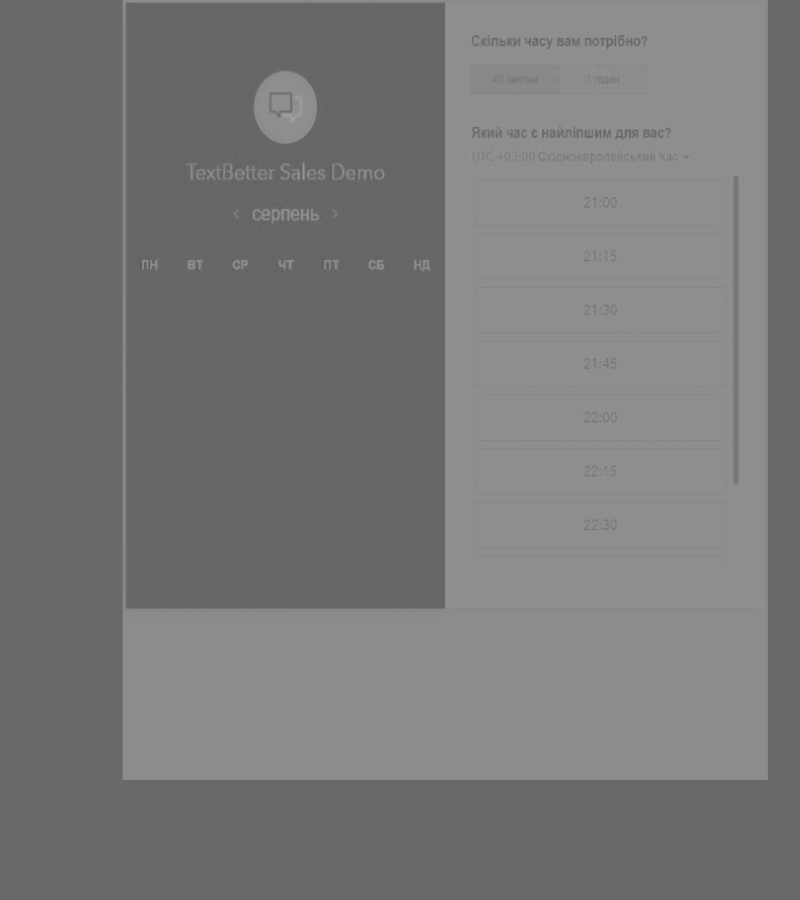 TextBetter Sales Demo
‹ серпень ›
ПН ВТ СР ЧТ ПТ СБ НД
Скільки часу вам потрібно?
40 хвилин 1 годин
Який час є найліпшим для вас?
UTC +03:00 Східноєвропейський час
21:00
21:15
21:30
21:45
22:00
22:15
22:30